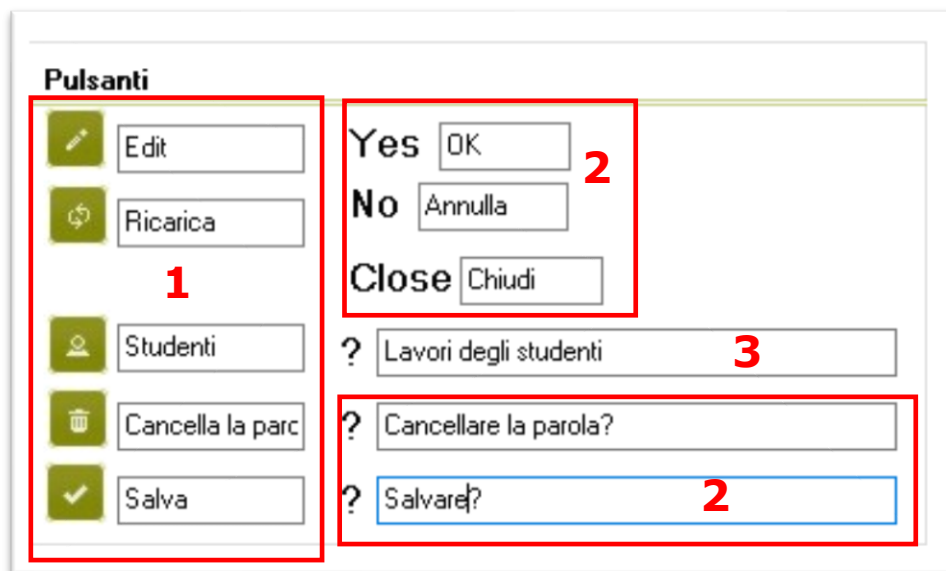 Pulsanti
Edit
Yes OK
2
Ricarica
No Annulla
1
Close Chiudi
Studenti
? Lavori degli studenti 3
Cancella la parc
? Cancellare la parola?
Salva
? Salvare? 2